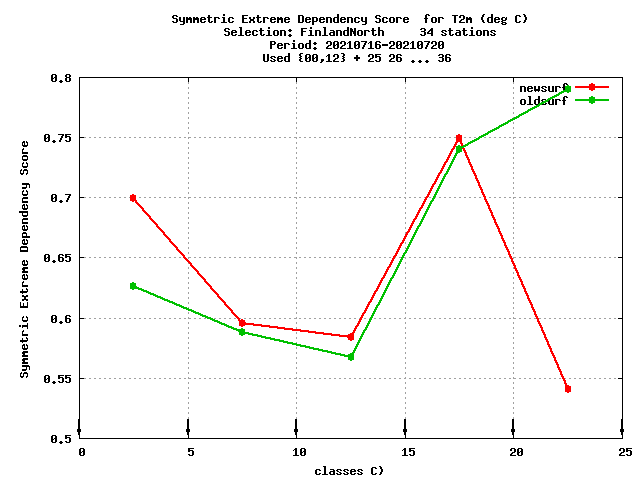 Symmetric Extreme Dependency Score for T2m (deg C)
Selection: FinlandNorth 34 stations
Period: 20210716-20210720
Used {00,12} + 25 26 ... 36
newsurf
oldsurf
Symmetric Extreme Dependency Score
0.8
0.75
0.7
0.65
0.6
0.55
0.5
0 5 10 15 20 25
classes C)